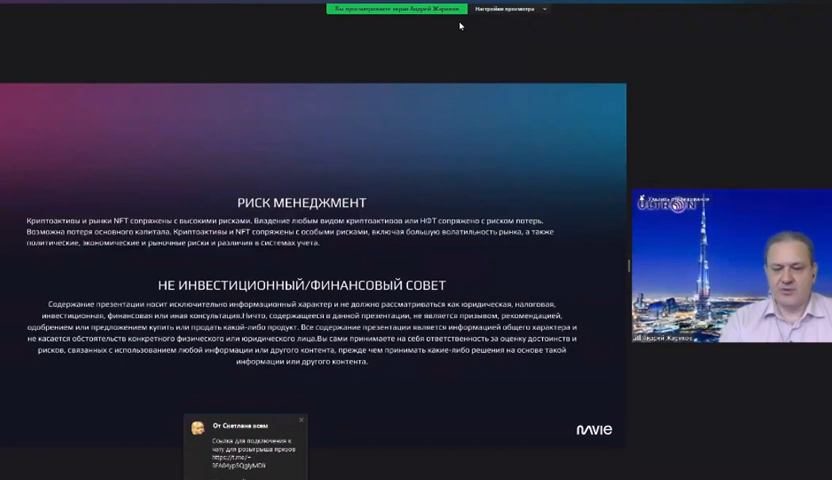 Вы просматриваете экран Андрей Жариков
Настройки просмотра
РИСК МЕНЕДЖМЕНТ
Криптоактивы и рынки NFT сопряжены с высокими рисками. Владение любым видом криптоактивов или НФТ сопряжено с риском потерь.
Возможна потеря основного капитала. Криптоактивы и NFT сопряжены с особыми рисками, включая большую волатильность рынка, а также
политические, экономические и рыночные риски и различия в системах учета.
НЕ ИНВЕСТИЦИОННЫЙ/ФИНАНСОВЫЙ СОВЕТ
Содержание презентации носит исключительно информационный характер и не должно рассматриваться как юридическая, налоговая,
инвестиционная, финансовая или иная консультация.Ничто, содержащееся в данной презентации, не является призывом, рекомендацией,
одобрением или предложением купить или продать какой-либо продукт. Все содержание презентации является информацией общего характера и
не касается обстоятельств конкретного физического или юридического лица.Вы сами принимаете на себя ответственность за оценку достоинств и
рисков, связанных с использованием любой информации или другого контента, прежде чем принимать какие-либо решения на основе такой
информации или другого контента.
NAVIE
ULTRON
Андрей Жариков
От Светлана всем
Ссылка для подключения к
чату для розыгрыша призов
https://t.me/+